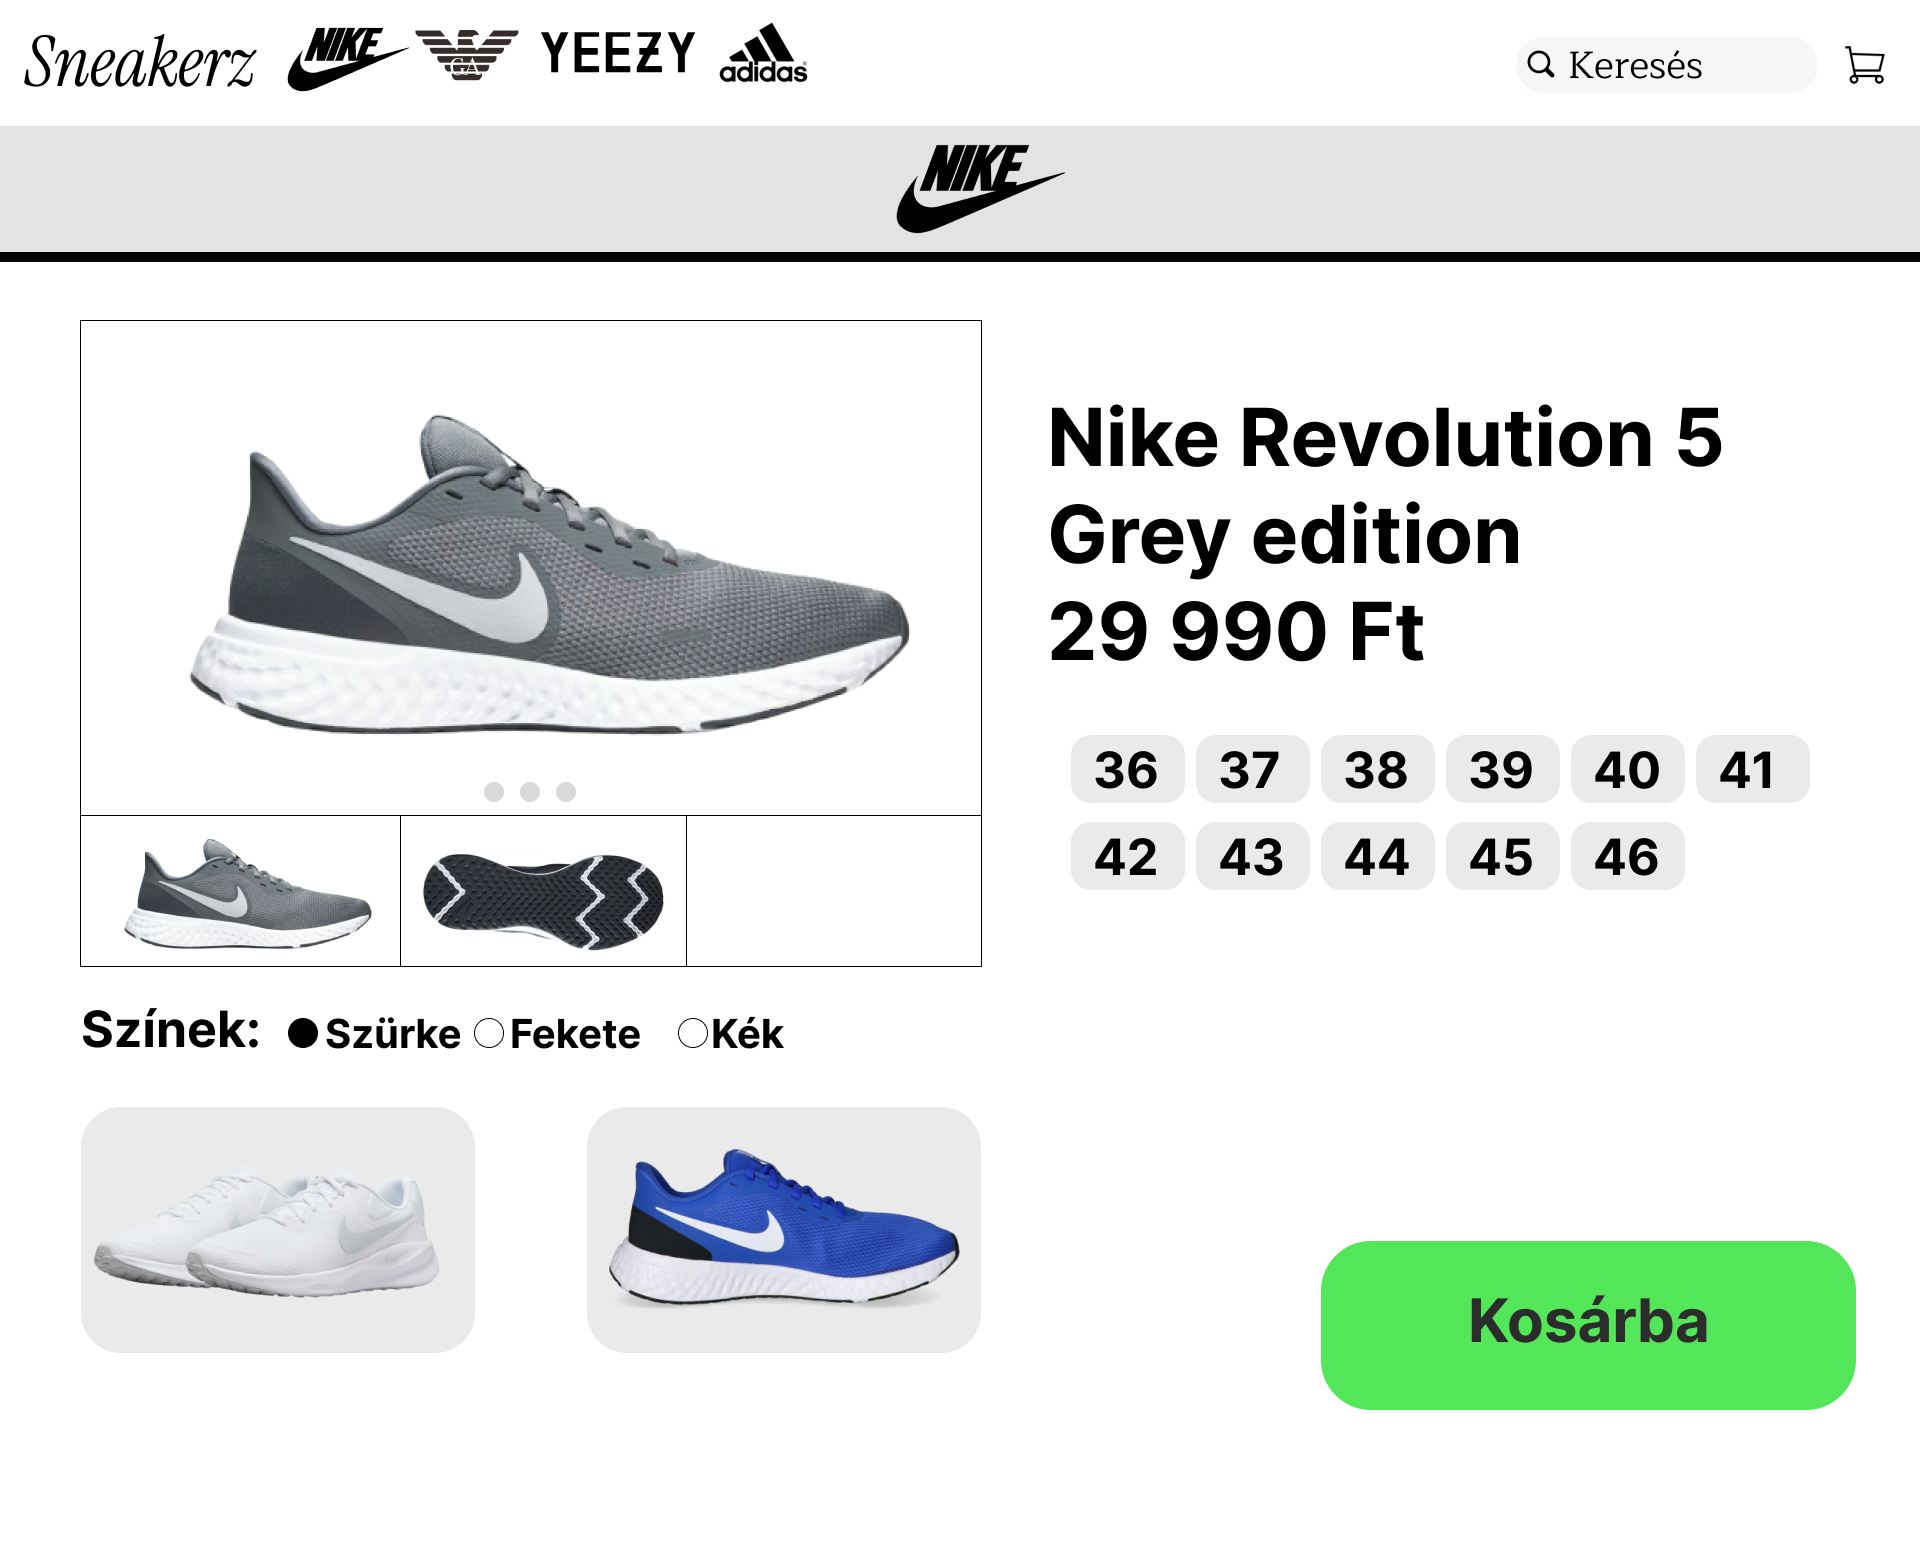 Sneakerz NIKE GA YEEZY adidas Keresés
NIKE
Nike Revolution 5
Grey edition
29 990 Ft
36 37 38 39 40 41
42 43 44 45 46
Színek: Szürke Fekete Kék
Kosárba